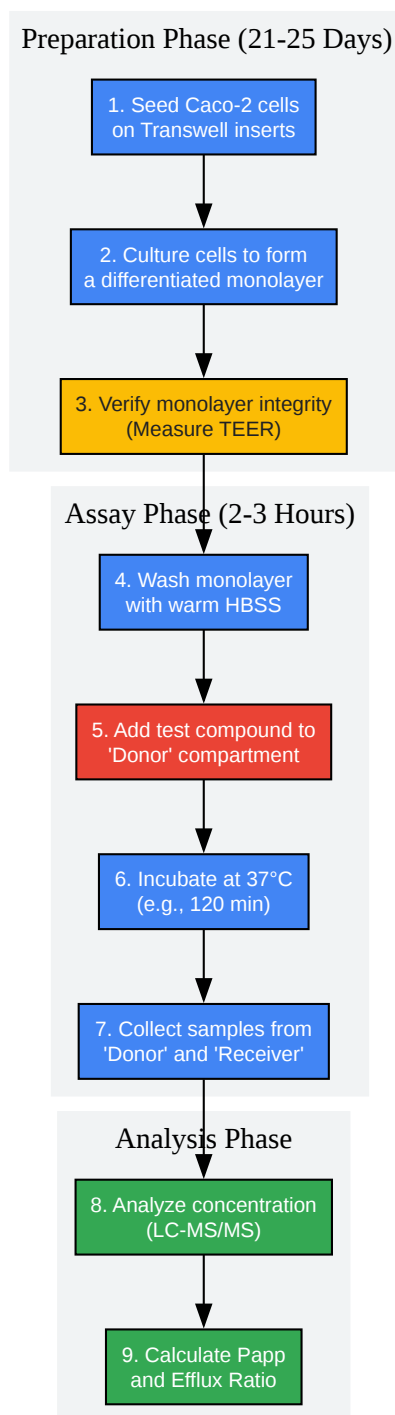 Preparation Phase (21-25 Days)
1. Seed Caco-2 cells
on Transwell inserts
2. Culture cells to form
a differentiated monolayer
3. Verify monolayer integrity
(Measure TEER)
Assay Phase (2-3 Hours)
4. Wash monolayer
with warm HBSS
5. Add test compound to
'Donor' compartment
6. Incubate at 37°C
(e.g., 120 min)
7. Collect samples from
'Donor' and 'Receiver'
Analysis Phase
8. Analyze concentration
(LC-MS/MS)
9. Calculate Papp
and Efflux Ratio